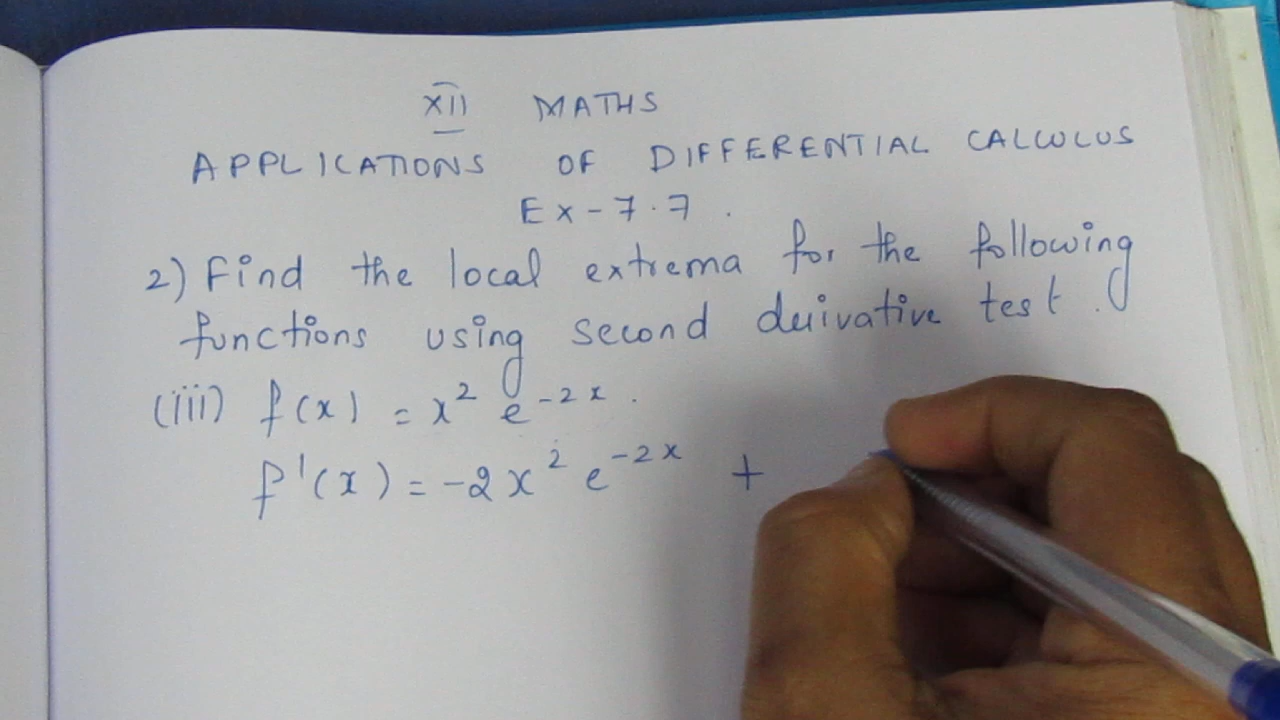 XII MATHS
APPLICATIONS OF DIFFERENTIAL CALCULUS
Ex-7.7.
2) Find the local extrema for the following
functions using second derivative test.
(iii) f(x) = x² e⁻²ˣ.
f'(x) = -2x² e⁻²ˣ +